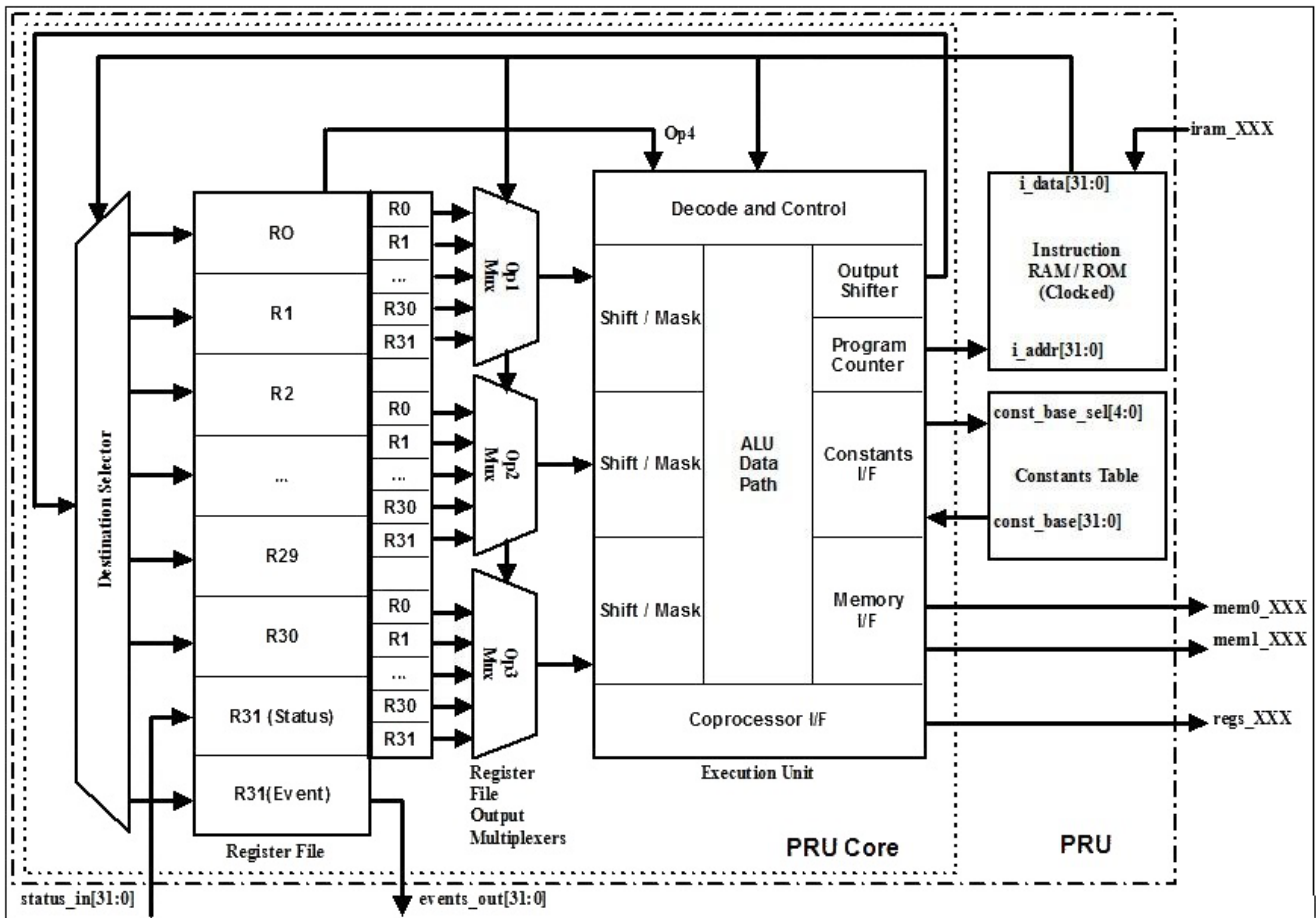 Op4
iram_XXX
i_data[31:0]
Instruction
RAM / ROM
(Clocked)
i_addr[31:0]
Destination Selector
RO
R1
R2
...
R29
R30
R31 (Status)
R31(Event)
Register File
R0
R1
...
R30
R31
R0
R1
...
R30
R31
R0
R1
...
R30
R31
Op1
Mux
Op2
Mux
Op3
Mux
Register
File
Output
Multiplexers
Decode and Control
Shift / Mask
Shift / Mask
Shift / Mask
ALU
Data
Path
Output
Shifter
Program
Counter
Constants
I/F
Memory
I/F
Coprocessor I/F
Execution Unit
const_base_sel[4:0]
Constants Table
const_base[31:0]
mem0_XXX
mem1_XXX
regs_XXX
PRU Core
PRU
status_in[31:0]
events_out[31:0]